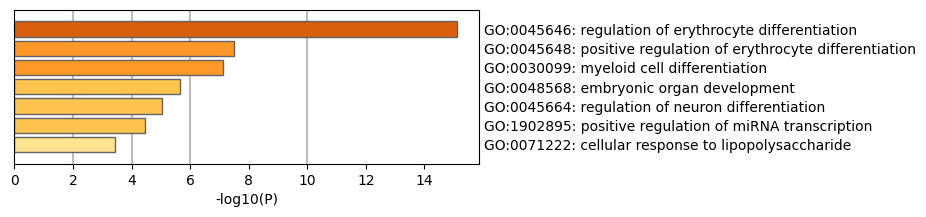 GO:0045646: regulation of erythrocyte differentiation
GO:0045648: positive regulation of erythrocyte differentiation
GO:0030099: myeloid cell differentiation
GO:0048568: embryonic organ development
GO:0045664: regulation of neuron differentiation
GO:1902895: positive regulation of miRNA transcription
GO:0071222: cellular response to lipopolysaccharide
0 2 4 6 8 10 12 14
-log10(P)